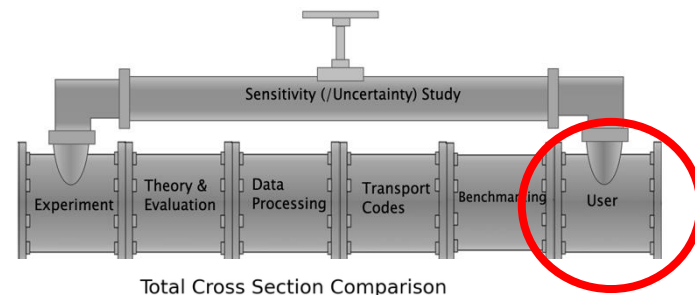 Sensitivity (/Uncertainty) Study
Experiment
Theory &
Evaluation
Data
Processing
Transport
Codes
Benchmarking
User
Total Cross Section Comparison